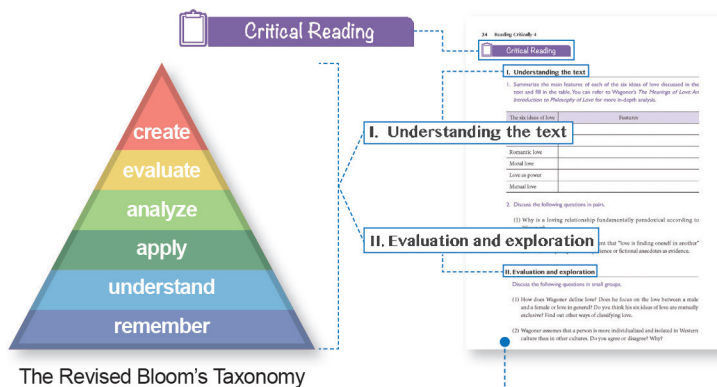 Critical Reading
create
evaluate
analyze
apply
understand
remember
The Revised Bloom's Taxonomy
I. Understanding the text
II. Evaluation and exploration
24 Reading Critically 4
Critical Reading
I. Understanding the text
1. Summarize the main features of each of the six ideas of love discussed in the
text and fill in the table. You can refer to Wagoner's The Meanings of Love: An
Introduction to Philosophy of Love for more in-depth analysis.
The six ideas of love Features
Romantic love
Moral love
Love as power
Mutual love
2. Discuss the following questions in pairs.
(1) Why is a loving relationship fundamentally paradoxical according to
that "love is finding oneself in another"
or fictional anecdotes as evidence.
II. Evaluation and exploration
Discuss the following questions in small groups.
(1) How does Wagoner define love? Does he focus on the love between a male
and a female or love in general? Do you think his six ideas of love are mutually
exclusive? Find out other ways of classifying love.
(2) Wagoner assumes that a person is more individualized and isolated in Western
culture than in other cultures. Do you agree or disagree? Why?